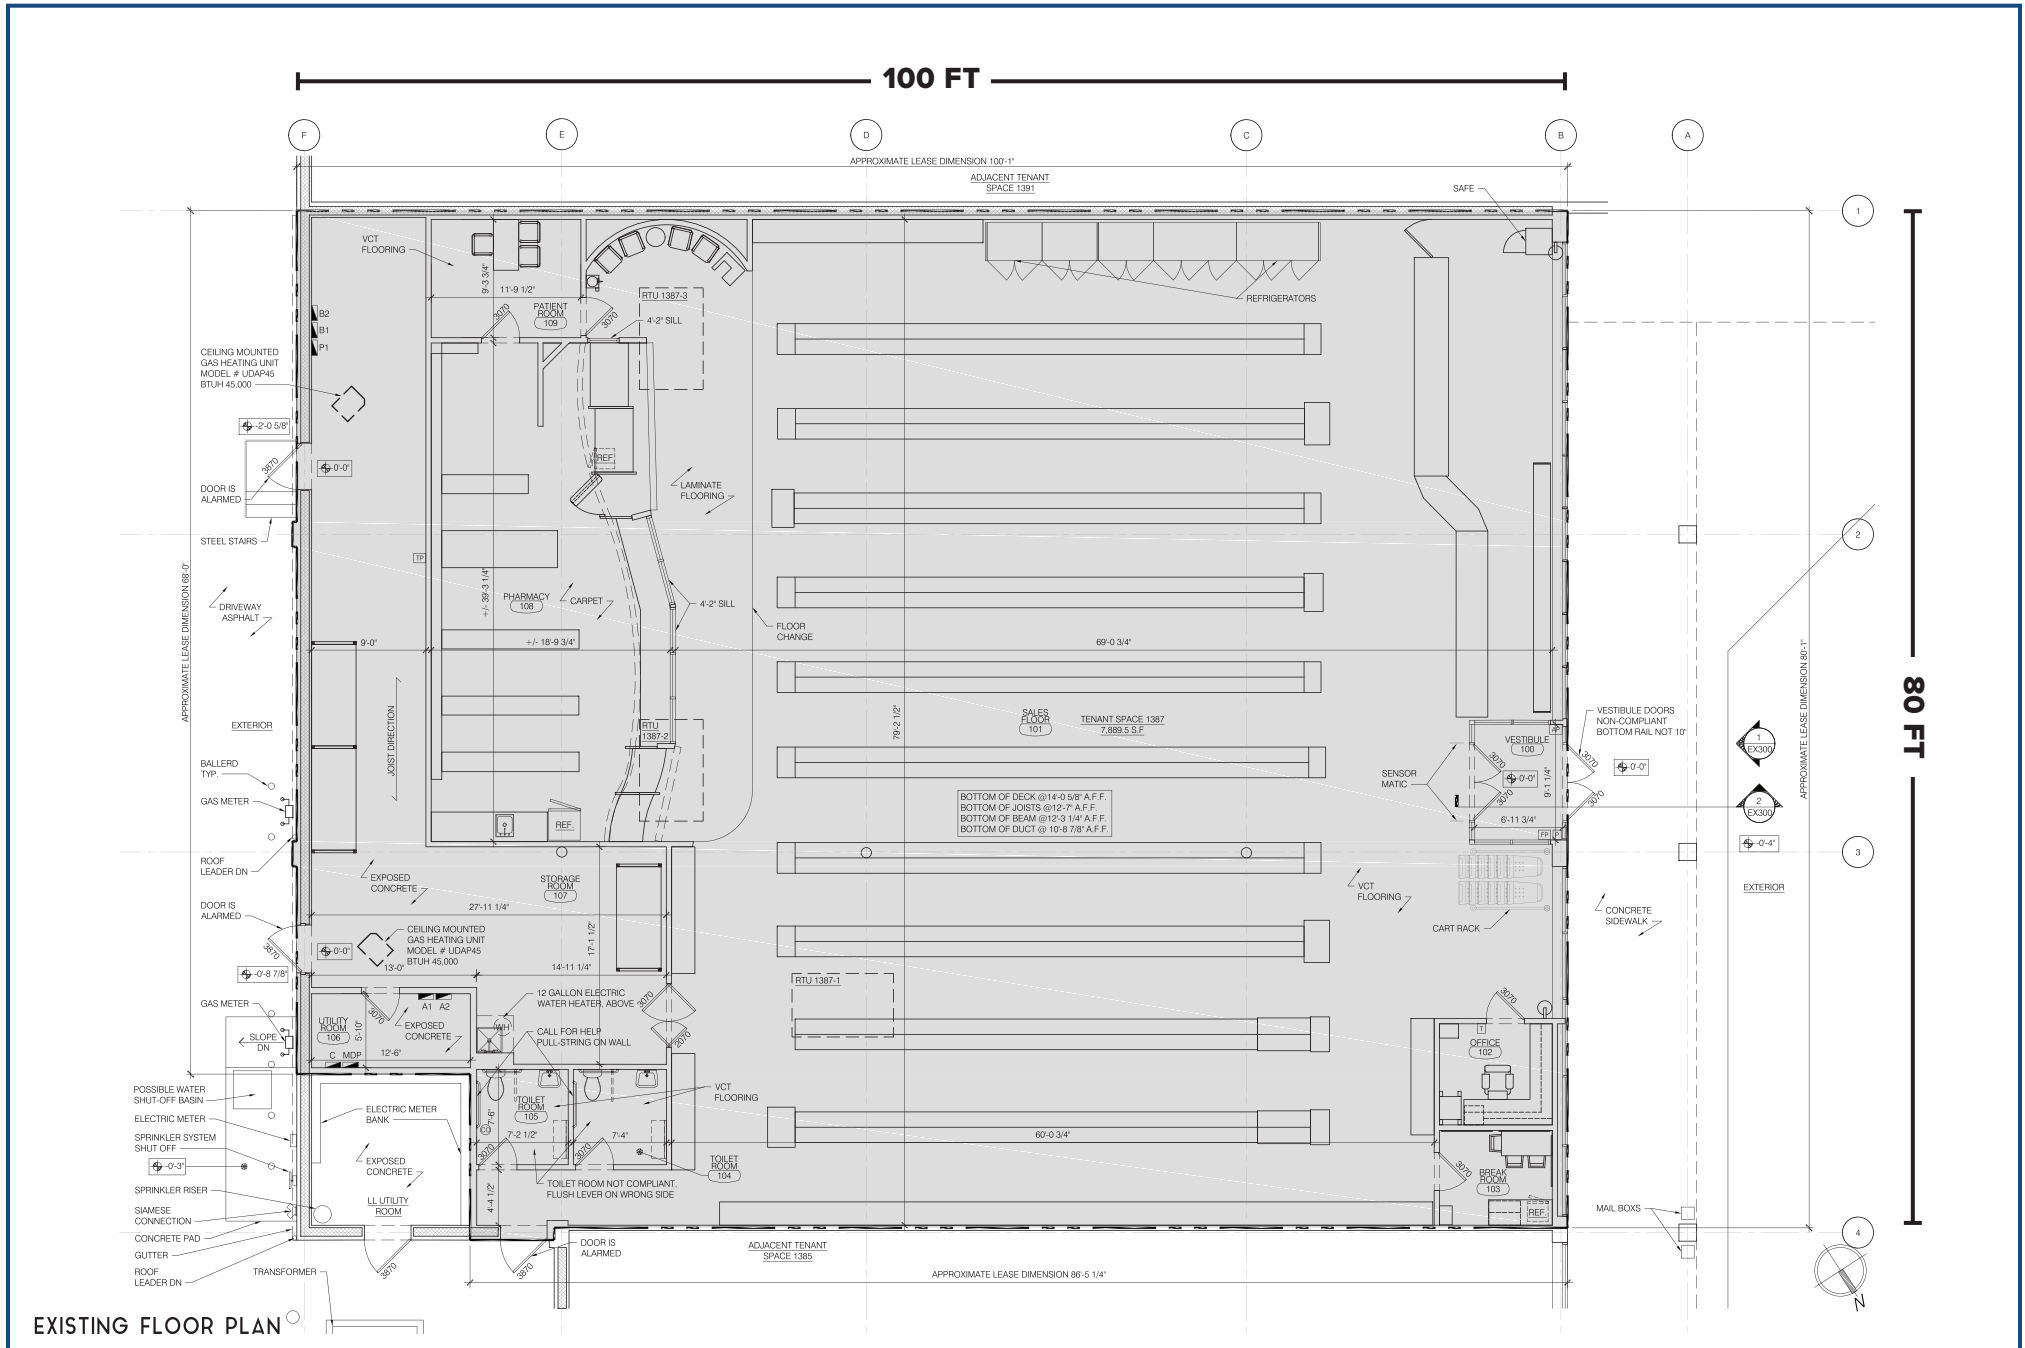 100 FT
F
E
D
C
B
A
APPROXIMATE LEASE DIMENSION 100'-1"
ADJACENT TENANT
SPACE 1391
SAFE
1
VCT
FLOORING
9'-3 3/4"
11'-9 1/2"
PATIENT
ROOM
109
3070
3070
RTU 1387-3
4'-2" SILL
REFRIGERATORS
B2
B1
P1
CEILING MOUNTED
GAS HEATING UNIT
MODEL # UDAP45
BTUH 45,000
-2'-0 5/8"
3870
0'-0"
DOOR IS
ALARMED
STEEL STAIRS
REF.
LAMINATE
FLOORING
2
TP
APPROXIMATE LEASE DIMENSION 68'-0"
DRIVEWAY
ASPHALT
+/- 39'-3 1/4"
PHARMACY
108
CARPET
4'-2" SILL
FLOOR
CHANGE
9'-0"
+/- 18'-9 3/4"
69'-0 3/4"
APPROXIMATE LEASE DIMENSION 80'-1"
80 FT
EXTERIOR
JOIST DIRECTION
RTU
1387-2
79'-2 1/2"
SALES
FLOOR
101
TENANT SPACE 1387
7,889.5 S.F
VESTIBULE
100
VESTIBULE DOORS
NON-COMPLIANT
BOTTOM RAIL NOT 10"
1
EX300
BALLERD
TYP.
GAS METER
SENSOR
MATIC
3070
3070
0'-0"
9'-1 1/4"
3070
3070
0'-0"
2
EX300
BOTTOM OF DECK @14'-0 5/8" A.F.F.
BOTTOM OF JOISTS @12'-7" A.F.F.
BOTTOM OF BEAM @12'-3 1/4" A.F.F.
BOTTOM OF DUCT @ 10'-8 7/8" A.F.F.
6'-11 3/4"
FP
REF.
-0'-4"
3
ROOF
LEADER DN
EXPOSED
CONCRETE
STORAGE
ROOM
107
VCT
FLOORING
EXTERIOR
27'-11 1/4"
DOOR IS
ALARMED
3870
0'-0"
CEILING MOUNTED
GAS HEATING UNIT
MODEL # UDAP45
BTUH 45,000
17'-1 1/2"
CART RACK
CONCRETE
SIDEWALK
-0'-8 7/8"
13'-0"
14'-11 1/4"
RTU 1387-1
GAS METER
SLOPE
DN
UTILITY
ROOM
106
5'-10"
3070
A1 A2
EXPOSED
CONCRETE
C MDP
12'-6"
12 GALLON ELECTRIC
WATER HEATER, ABOVE
WH
CALL FOR HELP
PULL-STRING ON WALL
3070
2070
3070
T
OFFICE
102
POSSIBLE WATER
SHUT-OFF BASIN
ELECTRIC METER
SPRINKLER SYSTEM
SHUT OFF
-0'-3"
SPRINKLER RISER
SIAMESE
CONNECTION
CONCRETE PAD
GUTTER
ROOF
LEADER DN
ELECTRIC METER
BANK
EXPOSED
CONCRETE
LL UTILITY
ROOM
TOILET
ROOM
105
7'-6"
CO
7'-2 1/2"
7'-4"
3070
3070
VCT
FLOORING
TOILET
ROOM
104
TOILET ROOM NOT COMPLIANT,
FLUSH LEVER ON WRONG SIDE
4'-4 1/2"
60'-0 3/4"
3070
BREAK
ROOM
103
REF.
MAIL BOXS
4
3870
3870
DOOR IS
ALARMED
ADJACENT TENANT
SPACE 1385
APPROXIMATE LEASE DIMENSION 86'-5 1/4"
TRANSFORMER
N
EXISTING FLOOR PLAN